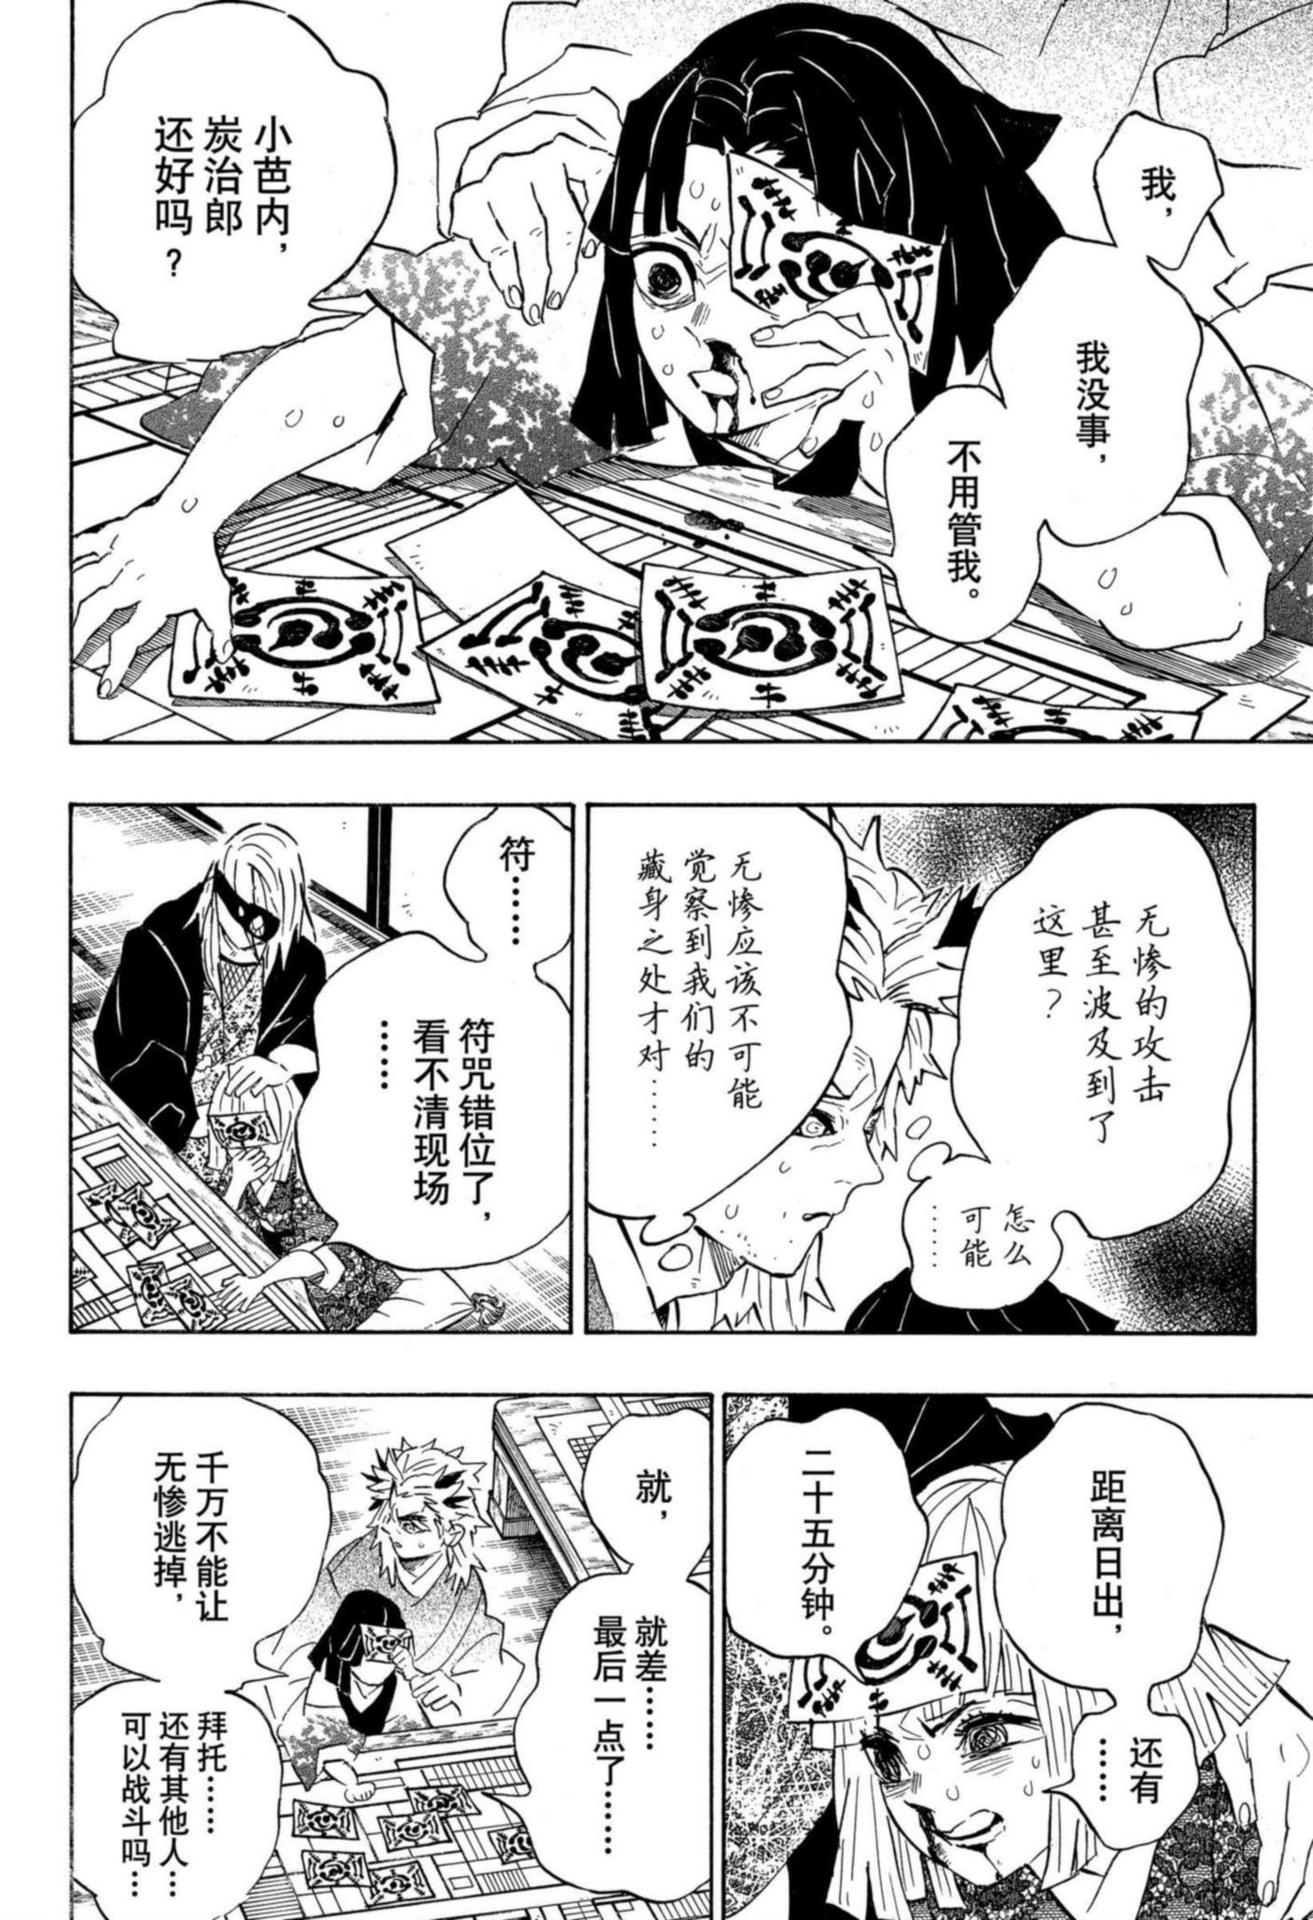 我，
我没事，
不用管我。
小芭内，
炭治郎
还好吗？
无惨的攻击
甚至波及到了
这里？
怎么
可能
……
无惨应该不可能
觉察到我们的
藏身之处才对……
符……
符咒错位了，
看不清现场
……
距离日出，
还有
……
二十五分钟。
就，
就差……
最后一点了……
千万不能让
无惨逃掉，
拜托……
还有其他人…
可以战斗吗…